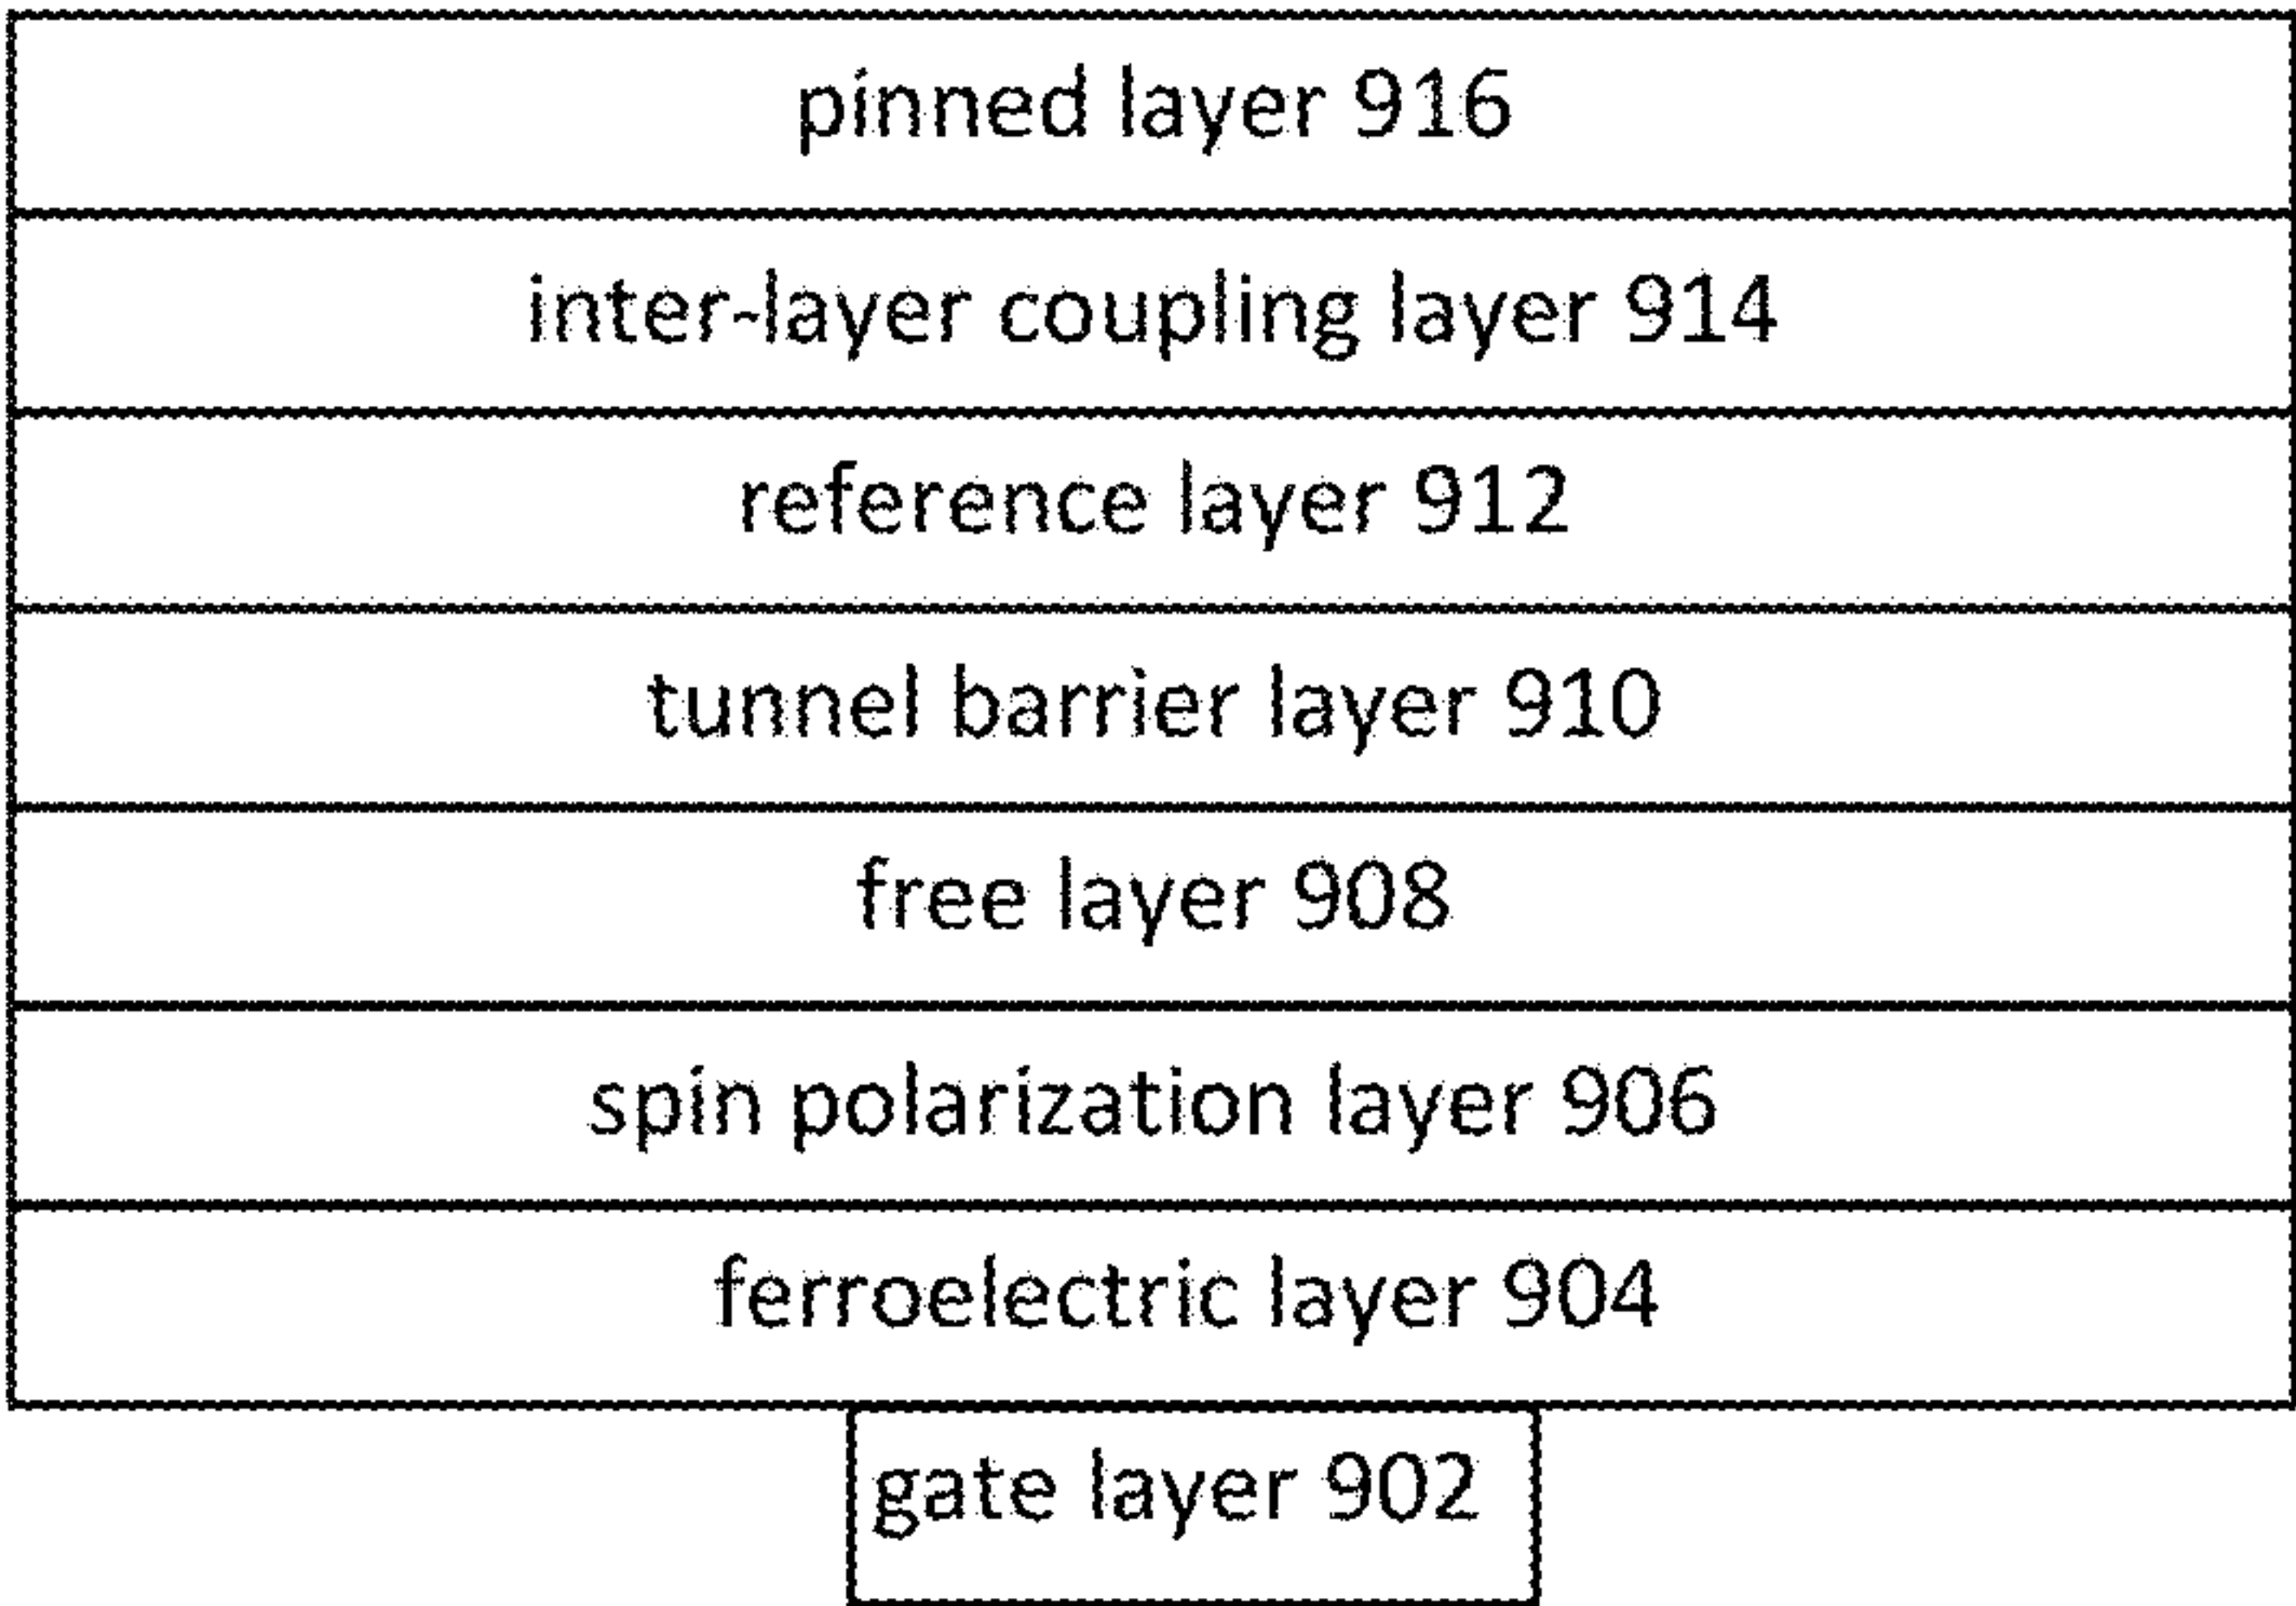 pinned layer 916
inter-layer coupling layer 914
reference layer 912
tunnel barrier layer 910
free layer 908
spin polarization layer 906
ferroelectric layer 904
gate layer 902